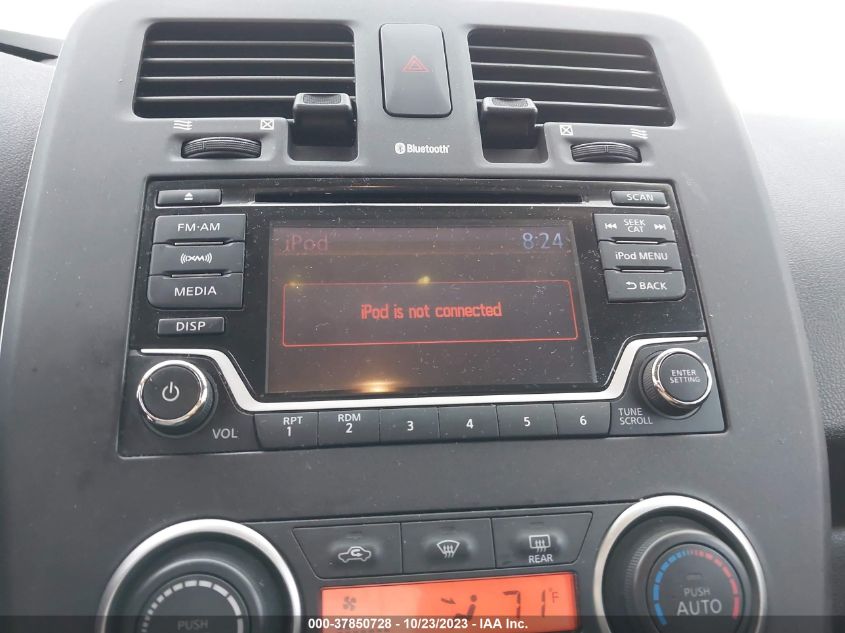 Bluetooth
SCAN
FM·AM
SEEK
CAT
iPod
8:24
XM
iPod MENU
MEDIA
BACK
iPod is not connected
DISP
ENTER
SETTING
VOL
RPT
1
RDM
2
3
4
5
6
TUNE
SCROLL
REAR
PUSH
71°F
PUSH
AUTO
000-37850728 - 10/23/2023 - IAA Inc.